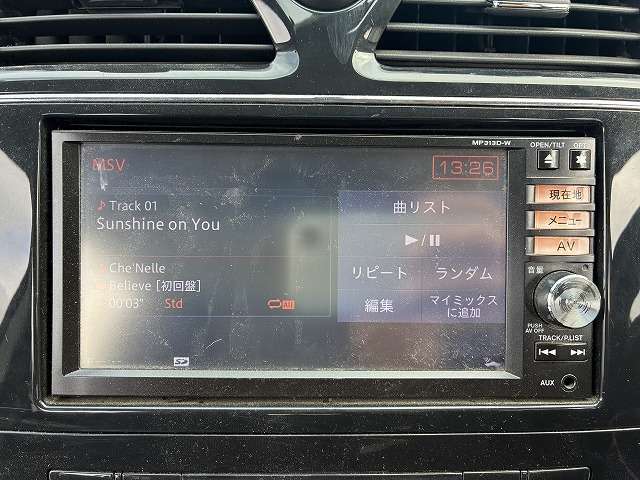 MP313D-W
OPEN/TILT
MSV
13:26
Track 01
Sunshine on You
Che'Nelle
Believe [初回盤]
00'03" Std
All
曲リスト
▶/❚❚
リピート ランダム
編集 マイミックス
に追加
SD
現在地
メニュー
AV
音量
PUSH
AV OFF
TRACK/P.LIST
AUX